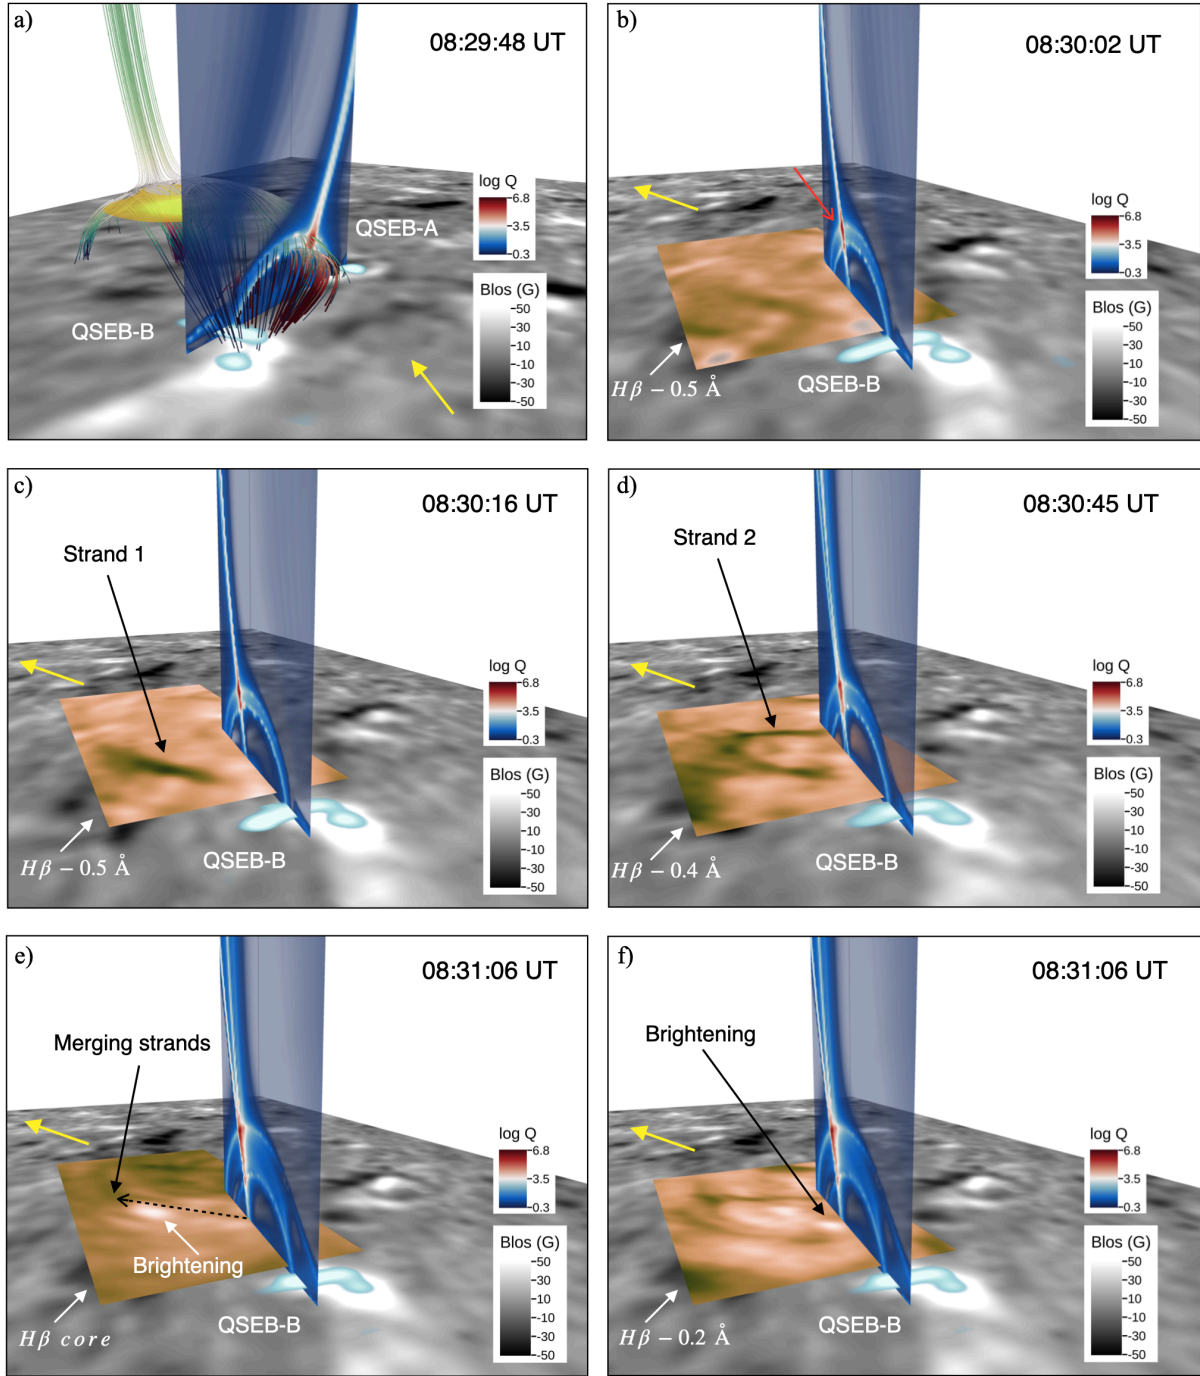 a)
08:29:48 UT
log Q
6.8
3.5
0.3
QSEB-A
Blos (G)
50
30
10
-10
-30
-50
QSEB-B
b)
08:30:02 UT
log Q
6.8
3.5
0.3
Blos (G)
50
30
10
-10
-30
-50
Hβ − 0.5 Å
QSEB-B
c)
08:30:16 UT
Strand 1
log Q
6.8
3.5
0.3
Blos (G)
50
30
10
-10
-30
-50
Hβ − 0.5 Å
QSEB-B
d)
08:30:45 UT
Strand 2
log Q
6.8
3.5
0.3
Blos (G)
50
30
10
-10
-30
-50
Hβ − 0.4 Å
QSEB-B
e)
08:31:06 UT
Merging strands
log Q
6.8
3.5
0.3
Brightening
Blos (G)
50
30
10
-10
-30
-50
Hβ core
QSEB-B
f)
08:31:06 UT
Brightening
log Q
6.8
3.5
0.3
Blos (G)
50
30
10
-10
-30
-50
Hβ − 0.2 Å
QSEB-B